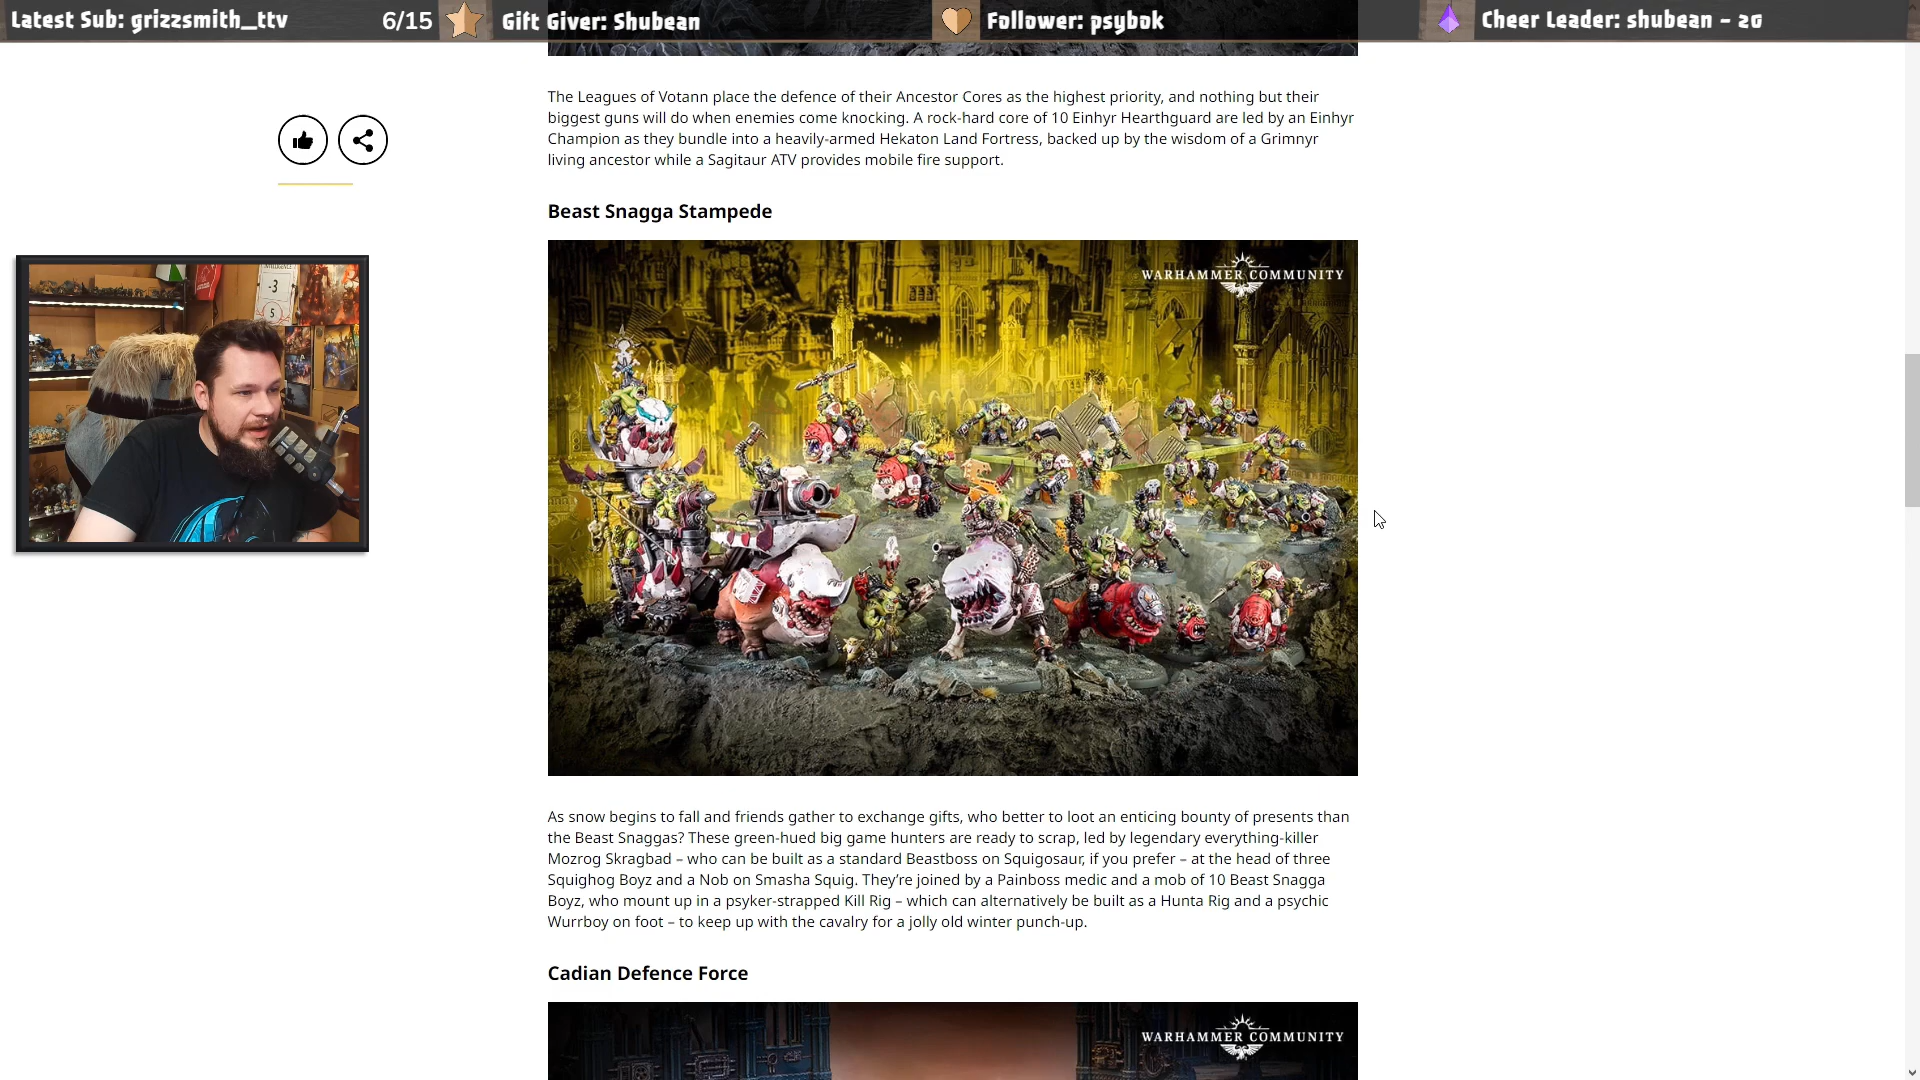 Latest Sub: grizzsmith_ttv 6/15 Gift Giver: Shubean Follower: psybok Cheer Leader: shubean - 20
The Leagues of Votann place the defence of their Ancestor Cores as the highest priority, and nothing but their
biggest guns will do when enemies come knocking. A rock-hard core of 10 Einhyr Hearthguard are led by an Einhyr
Champion as they bundle into a heavily-armed Hekaton Land Fortress, backed up by the wisdom of a Grimnyr
living ancestor while a Sagitaur ATV provides mobile fire support.
Beast Snagga Stampede
WARHAMMER COMMUNITY
-3
5
As snow begins to fall and friends gather to exchange gifts, who better to loot an enticing bounty of presents than
the Beast Snaggas? These green-hued big game hunters are ready to scrap, led by legendary everything-killer
Mozrog Skragbad – who can be built as a standard Beastboss on Squigosaur, if you prefer – at the head of three
Squighog Boyz and a Nob on Smasha Squig. They’re joined by a Painboss medic and a mob of 10 Beast Snagga
Boyz, who mount up in a psyker-strapped Kill Rig – which can alternatively be built as a Hunta Rig and a psychic
Wurrboy on foot – to keep up with the cavalry for a jolly old winter punch-up.
Cadian Defence Force
WARHAMMER COMMUNITY